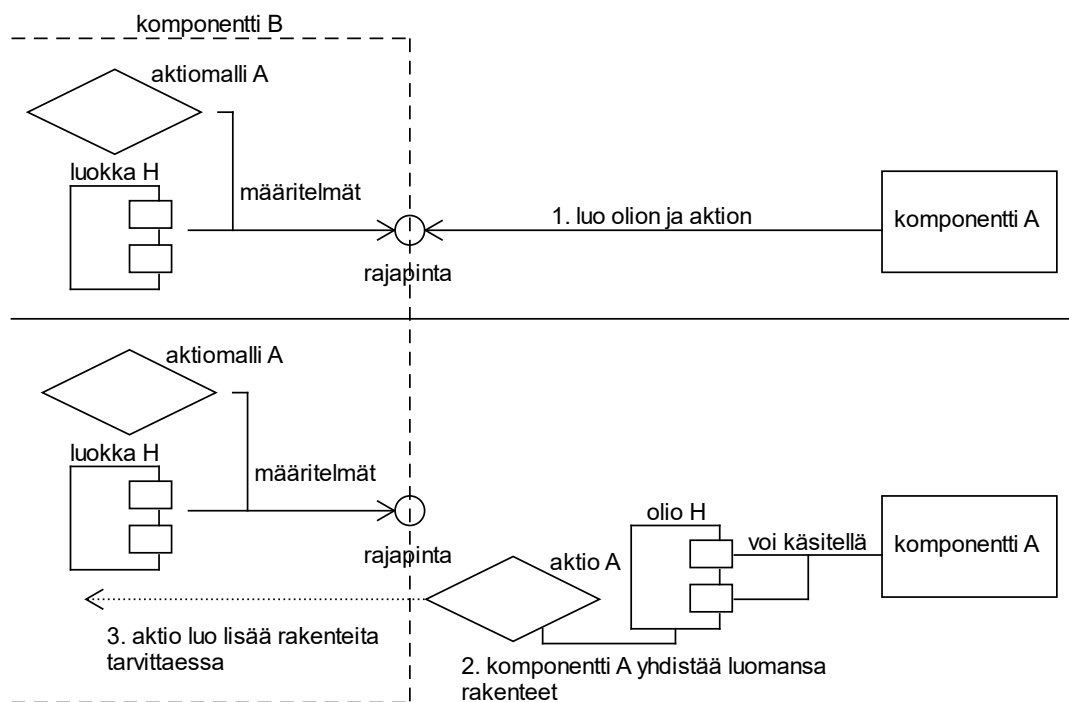 komponentti B
aktiomalli A
luokka H
määritelmät
1. luo olion ja aktion
komponentti A
rajapinta
aktiomalli A
luokka H
määritelmät
rajapinta
olio H
aktio A
voi käsitellä
komponentti A
3. aktio luo lisää rakenteita
tarvittaessa
2. komponentti A yhdistää luomansa
rakenteet